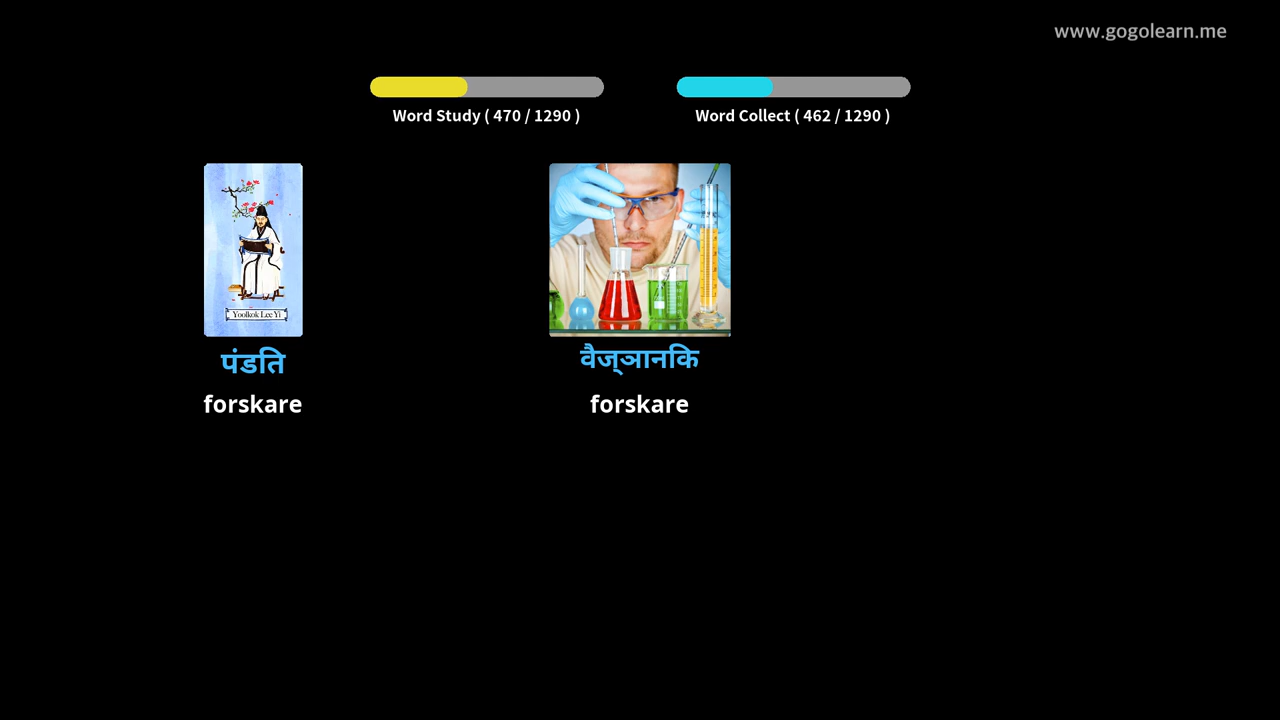 www.gogolearn.me
Word Study ( 470 / 1290 )
Word Collect ( 462 / 1290 )
Yoolkok Lee Yi
पंडति
वैज्ञानकि
forskare
forskare